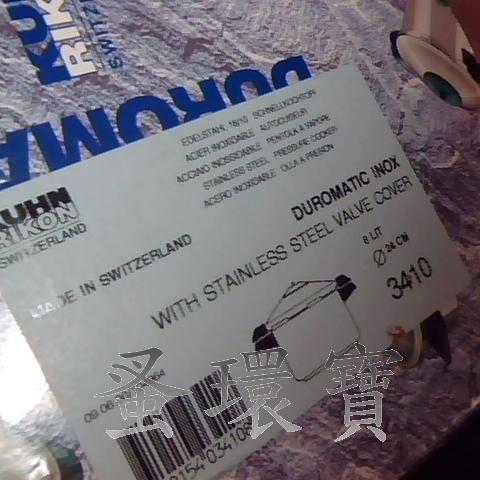 KUHN
RIKON
SWITZERLAND
DUROMA
EDELSTAHL 18/10 SCHNELLKOCHTOPF
ACIER INOXIDABLE AUTOCUISEUR
ACCIAIO INOSSIDABILE PENTOLA A VAPORE
STAINLESS STEEL PRESSURE COOKER
ACERO INOXIDABLE OLLA A PRESION
KUHN
RIKON
SWITZERLAND
MADE IN SWITZERLAND
DUROMATIC INOX
WITH STAINLESS STEEL VALVE COVER
8 LIT
Ø 24 CM
3410
蚤環寶